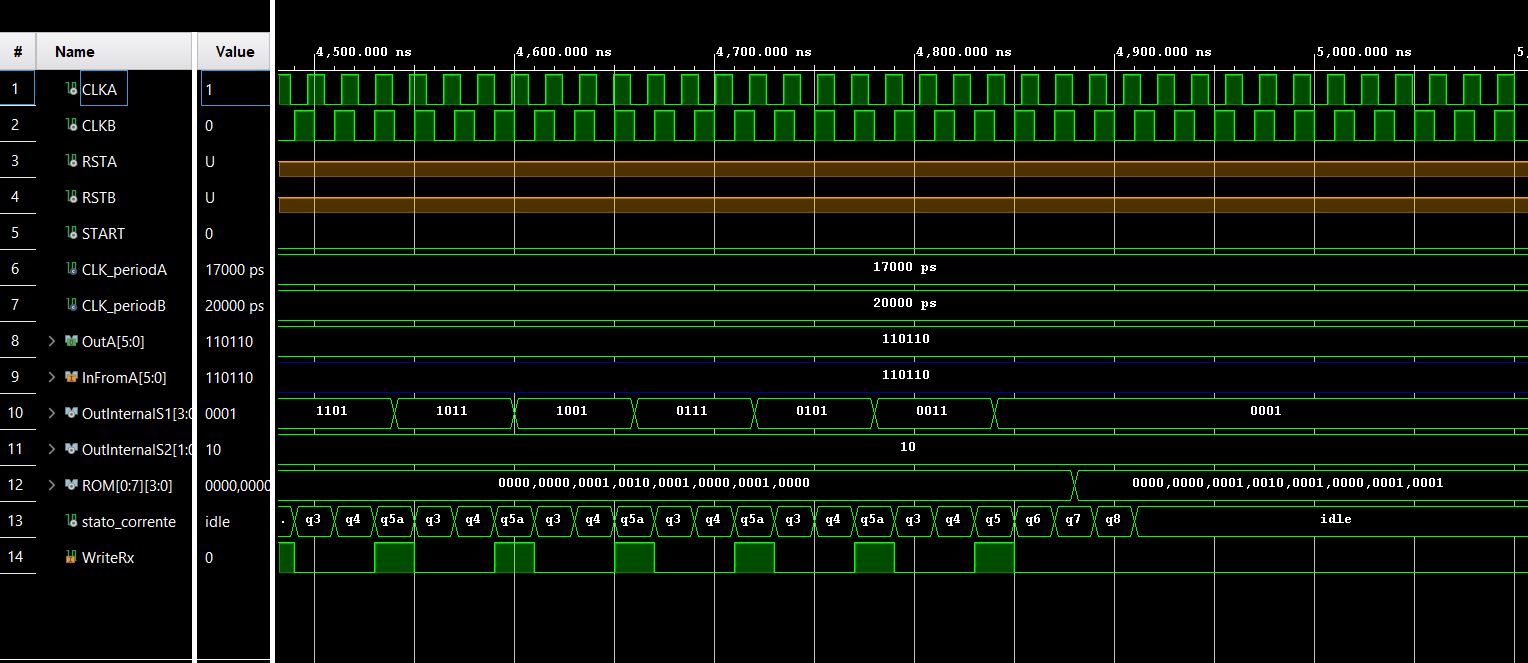 # Name Value 4,500.000 ns 4,600.000 ns 4,700.000 ns 4,800.000 ns 4,900.000 ns 5,000.000 ns 5,
1 CLKA 1
2 CLKB 0
3 RSTA U
4 RSTB U
5 START 0
6 CLK_periodA 17000 ps 17000 ps
7 CLK_periodB 20000 ps 20000 ps
8 OutA[5:0] 110110 110110
9 InFromA[5:0] 110110 110110
10 OutInternalS1[3:0 0001 1101 1011 1001 0111 0101 0011 0001
11 OutInternalS2[1:0 10 10
12 ROM[0:7][3:0] 0000,0000 0000,0000,0001,0010,0001,0000,0001,0000 0000,0000,0001,0010,0001,0000,0001,0001
13 stato_corrente idle . q3 q4 q5a q3 q4 q5a q3 q4 q5a q3 q4 q5a q3 q4 q5a q3 q4 q5 q6 q7 q8 idle
14 WriteRx 0